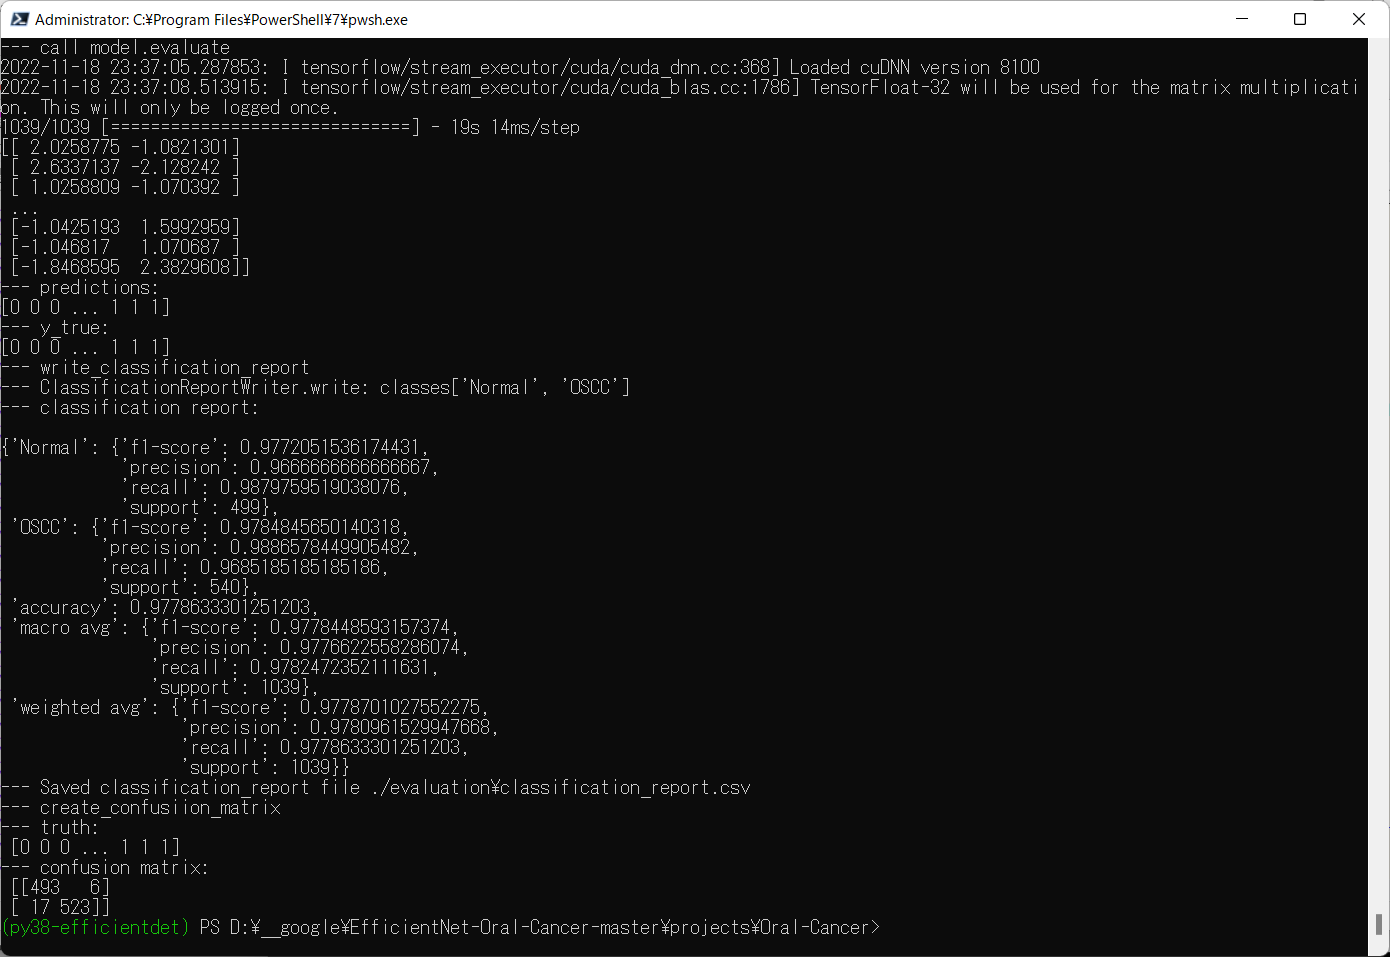 Administrator: C:¥Program Files¥PowerShell¥7¥pwsh.exe
--- call model.evaluate
2022-11-18 23:37:05.287853: I tensorflow/stream_executor/cuda/cuda_dnn.cc:368] Loaded cuDNN version 8100
2022-11-18 23:37:08.513915: I tensorflow/stream_executor/cuda/cuda_blas.cc:1786] TensorFloat-32 will be used for the matrix multiplicati
on. This will only be logged once.
1039/1039 [==============================] - 19s 14ms/step
[[ 2.0258775 -1.0821301]
 [ 2.6337137 -2.128242 ]
 [ 1.0258809 -1.070392 ]
 ...
 [-1.0425193  1.5992959]
 [-1.046817   1.070687 ]
 [-1.8468595  2.3829608]]
--- predictions:
[0 0 0 ... 1 1 1]
--- y_true:
[0 0 0 ... 1 1 1]
--- write_classification_report
--- ClassificationReportWriter.write: classes['Normal', 'OSCC']
--- classification report:
{'Normal': {'f1-score': 0.9772051536174431,
            'precision': 0.9666666666666667,
            'recall': 0.9879759519038076,
            'support': 499},
 'OSCC': {'f1-score': 0.9784845650140318,
          'precision': 0.9886578449905482,
          'recall': 0.9685185185185186,
          'support': 540},
 'accuracy': 0.9778633301251203,
 'macro avg': {'f1-score': 0.9778448593157374,
               'precision': 0.9776622558286074,
               'recall': 0.9782472352111631,
               'support': 1039},
 'weighted avg': {'f1-score': 0.9778701027552275,
                  'precision': 0.9780961529947668,
                  'recall': 0.9778633301251203,
                  'support': 1039}}
--- Saved classification_report file ./evaluation¥classification_report.csv
--- create_confusiion_matrix
--- truth:
 [0 0 0 ... 1 1 1]
--- confusion matrix:
 [[493   6]
 [ 17 523]]
(py38-efficientdet) PS D:¥__google¥EfficientNet-Oral-Cancer-master¥projects¥Oral-Cancer>